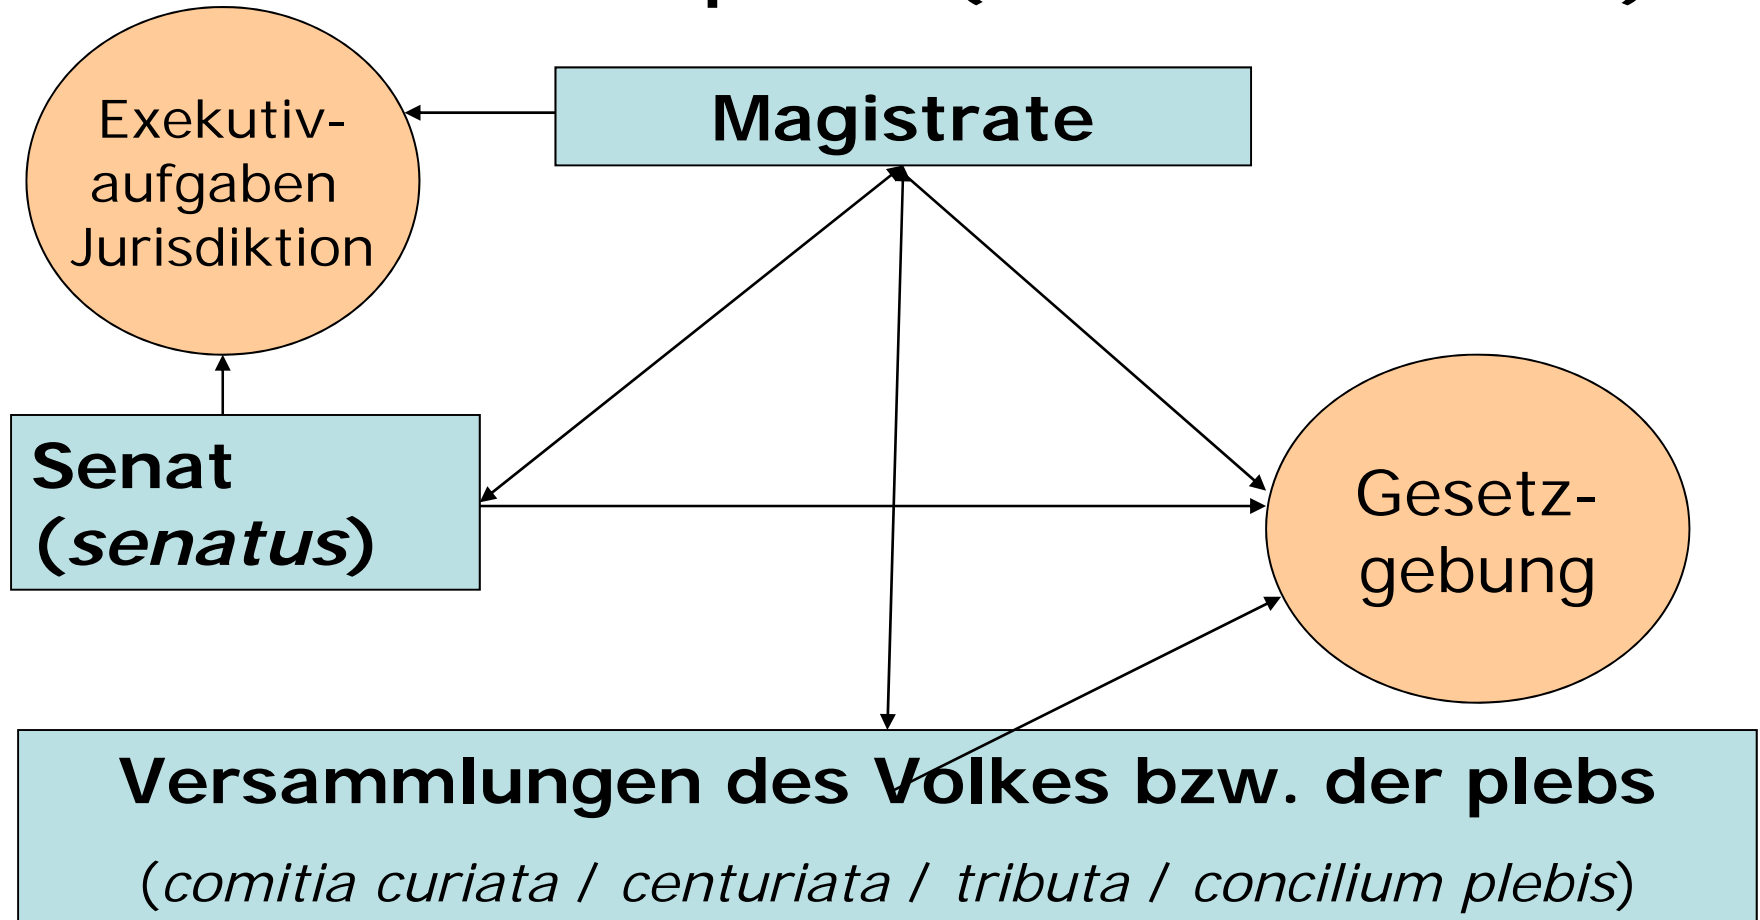 Magistrate
Exekutiv-
aufgaben
Jurisdiktion
Senat
(senatus)
Gesetz-
gebung
Versammlungen des Volkes bzw. der plebs
(comitia curiata / centuriata / tributa / concilium plebis)